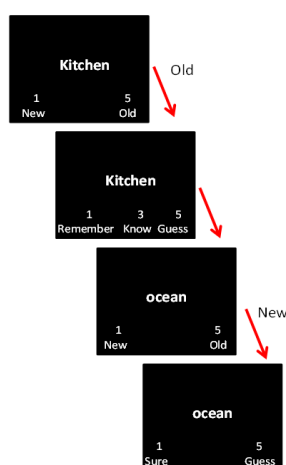 Kitchen
1 5
New Old
Old
Kitchen
1 3 5
Remember Know Guess
ocean
1 5
New Old
New
ocean
1 5
Sure Guess